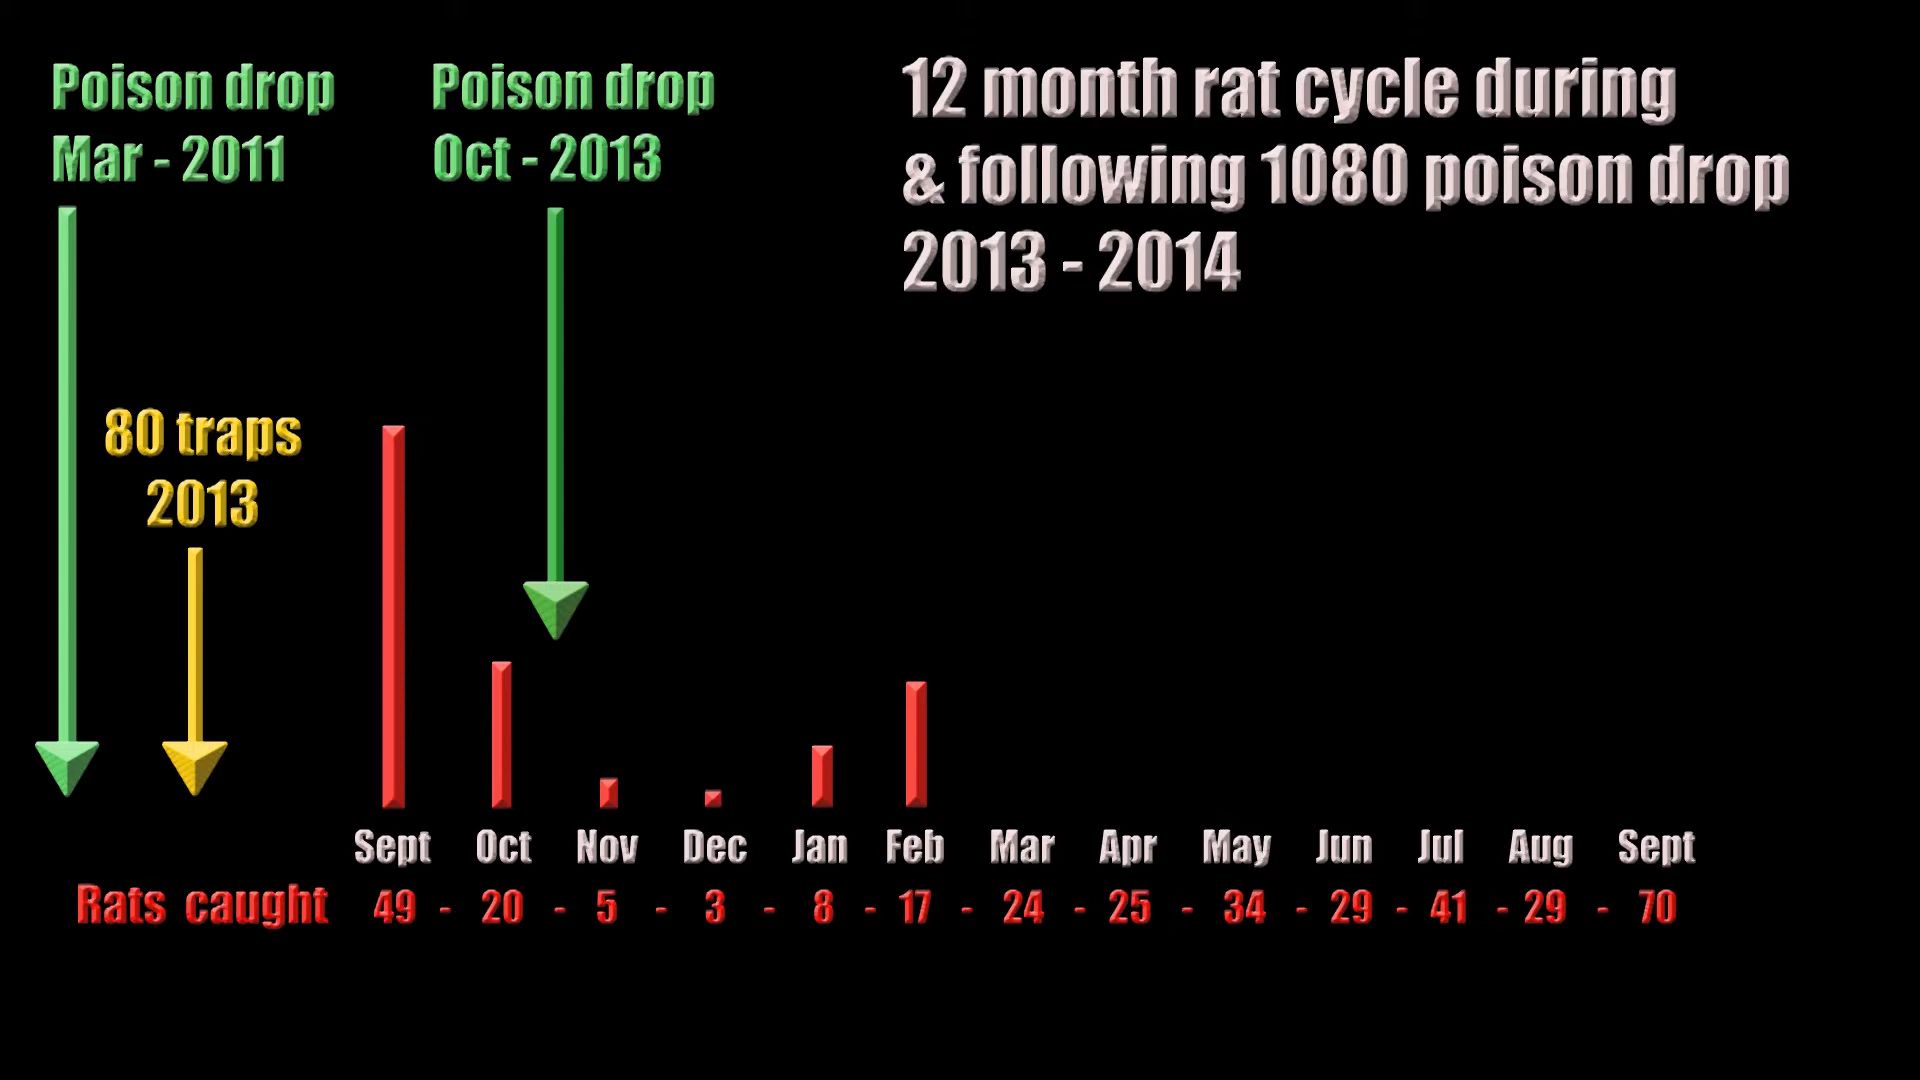 Poison drop
Mar - 2011
Poison drop
Oct - 2013
12 month rat cycle during
& following 1080 poison drop
2013 - 2014
80 traps
2013
Sept Oct Nov Dec Jan Feb Mar Apr May Jun Jul Aug Sept
Rats caught 49 - 20 - 5 - 3 - 8 - 17 - 24 - 25 - 34 - 29 - 41 - 29 - 70